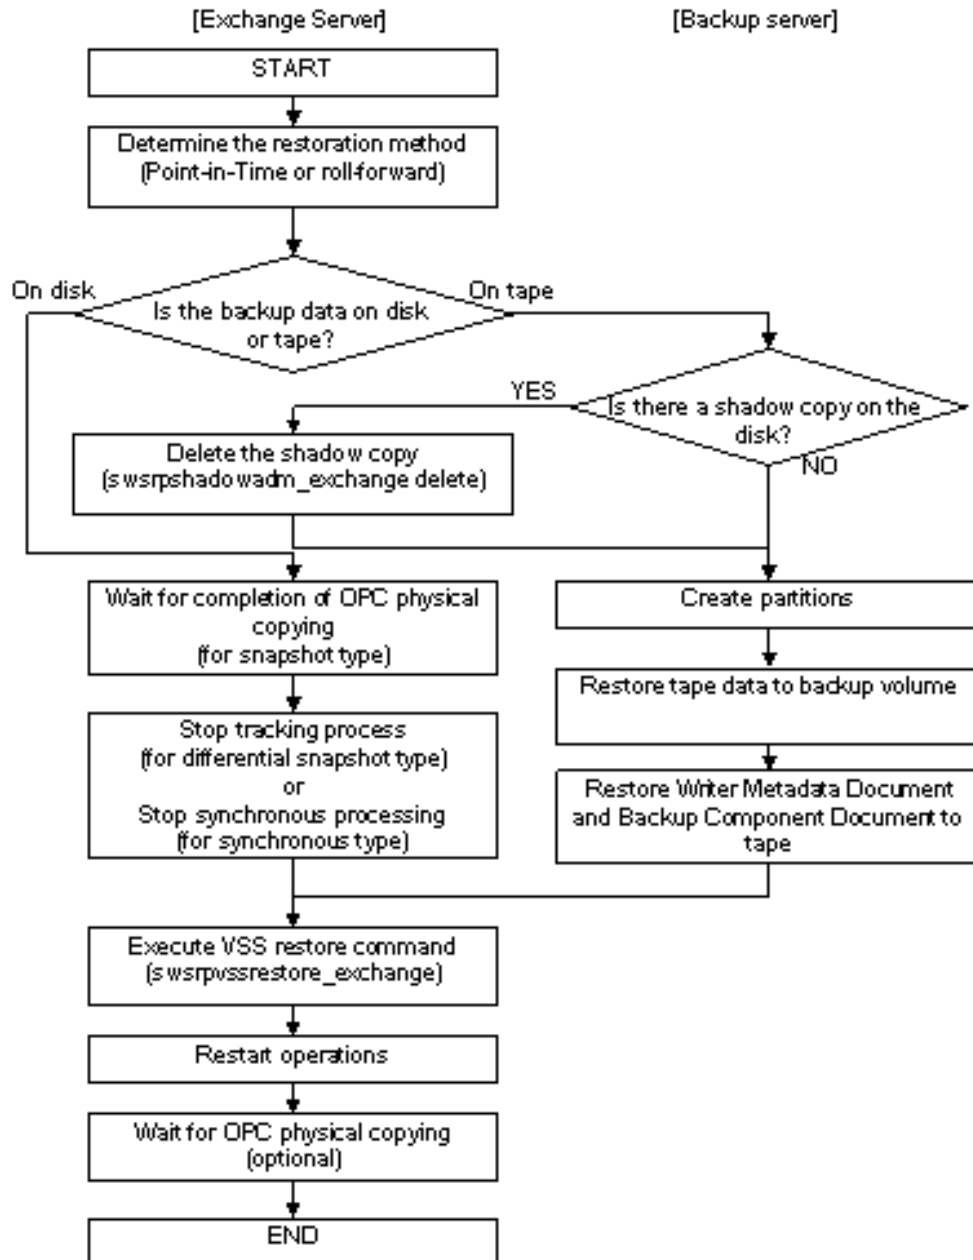 [Exchange Server]
[Backup server]
START
Determine the restoration method
(Point-in-Time or roll-forward)
On disk
On tape
Is the backup data on disk
or tape?
YES
Is there a shadow copy on the
disk?
NO
Delete the shadow copy
(swsrpshadowadm_exchange delete)
Wait for completion of OPC physical
copying
(for snapshot type)
Create partitions
Restore tape data to backup volume
Stop tracking process
(for differential snapshot type)
or
Stop synchronous processing
(for synchronous type)
Restore Writer Metadata Document
and Backup Component Document to
tape
Execute VSS restore command
(swsrpvssrestore_exchange)
Restart operations
Wait for OPC physical copying
(optional)
END